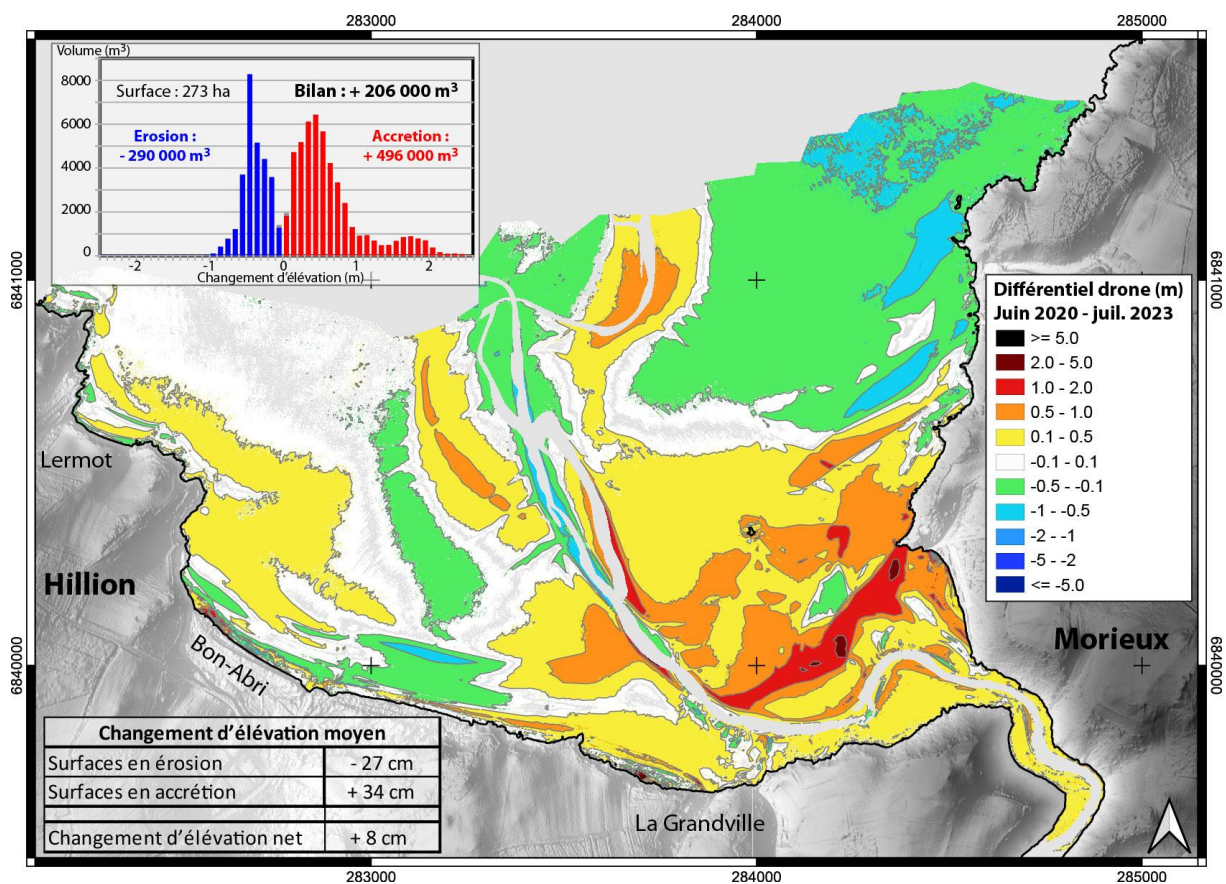 283000
284000
285000
Volume (m³)
8000
6000
4000
2000
0
Surface : 273 ha
Bilan : + 206 000 m³
Erosion :
- 290 000 m³
Accretion :
+ 496 000 m³
-2
-1
0
1
2
Changement d'élévation (m)
6841000
6841000
Différentiel drone (m)
Juin 2020 - juil. 2023
>= 5.0
2.0 - 5.0
1.0 - 2.0
0.5 - 1.0
0.1 - 0.5
-0.1 - 0.1
-0.5 - -0.1
-1 - -0.5
-2 - -1
-5 - -2
<= -5.0
Lermot
Hillion
Bon-Abri
Morieux
6840000
6840000
Changement d'élévation moyen
Surfaces en érosion - 27 cm
Surfaces en accrétion + 34 cm
Changement d'élévation net + 8 cm
La Grandville
283000
284000
285000